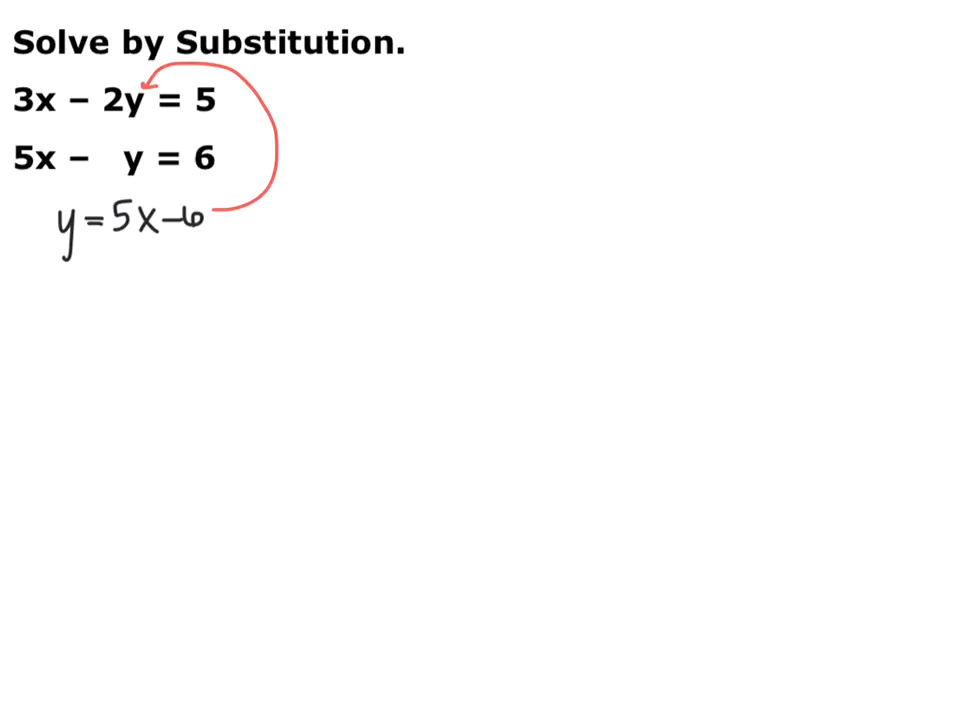 Solve by Substitution.
3x − 2y = 5
5x − y = 6
y = 5x − 6